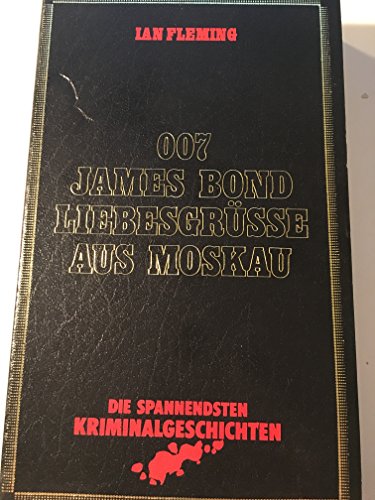 IAN FLEMING
007
JAMES BOND
LIEBESGRÜSSE
AUS MOSKAU
DIE SPANNENDSTEN
KRIMINALGESCHICHTEN